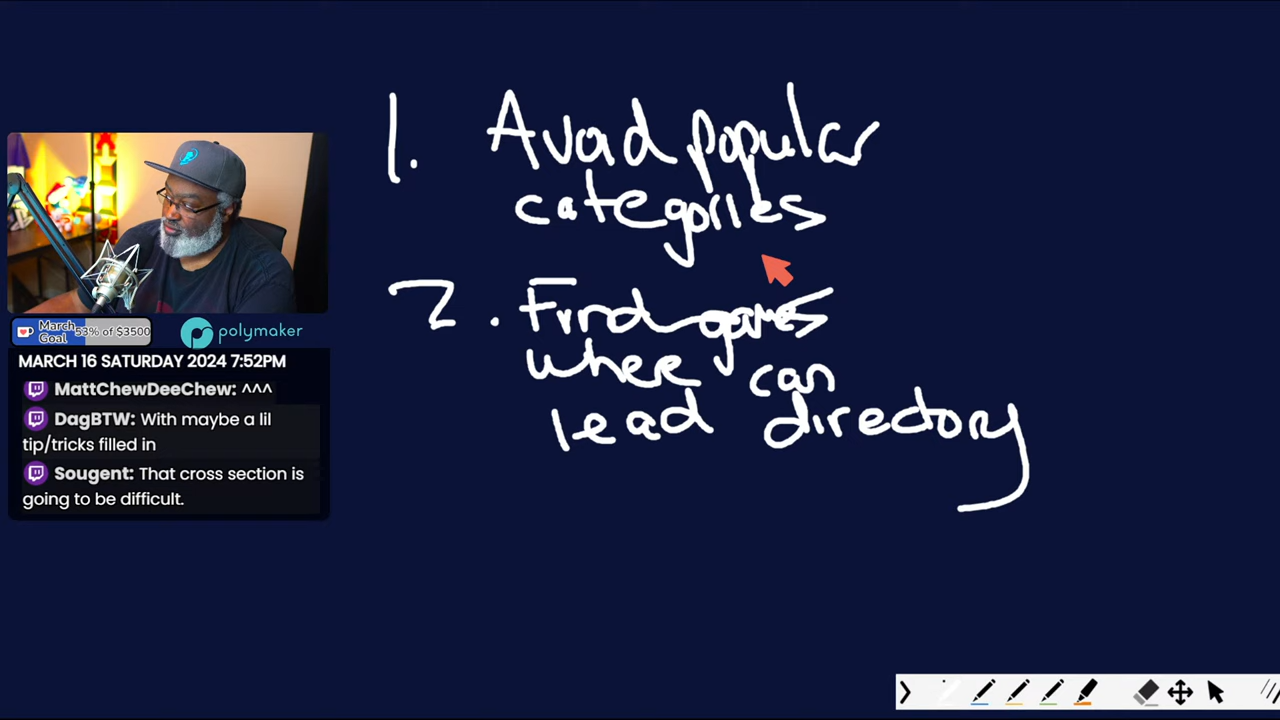 1. Avoid popular
categories
2. Find games
where can
lead directory
March
Goal
53% of $3500
polymaker
MARCH 16 SATURDAY 2024 7:52PM
MattChewDeeChew: ^^^
DagBTW: With maybe a lil
tip/tricks filled in
Sougent: That cross section is
going to be difficult.